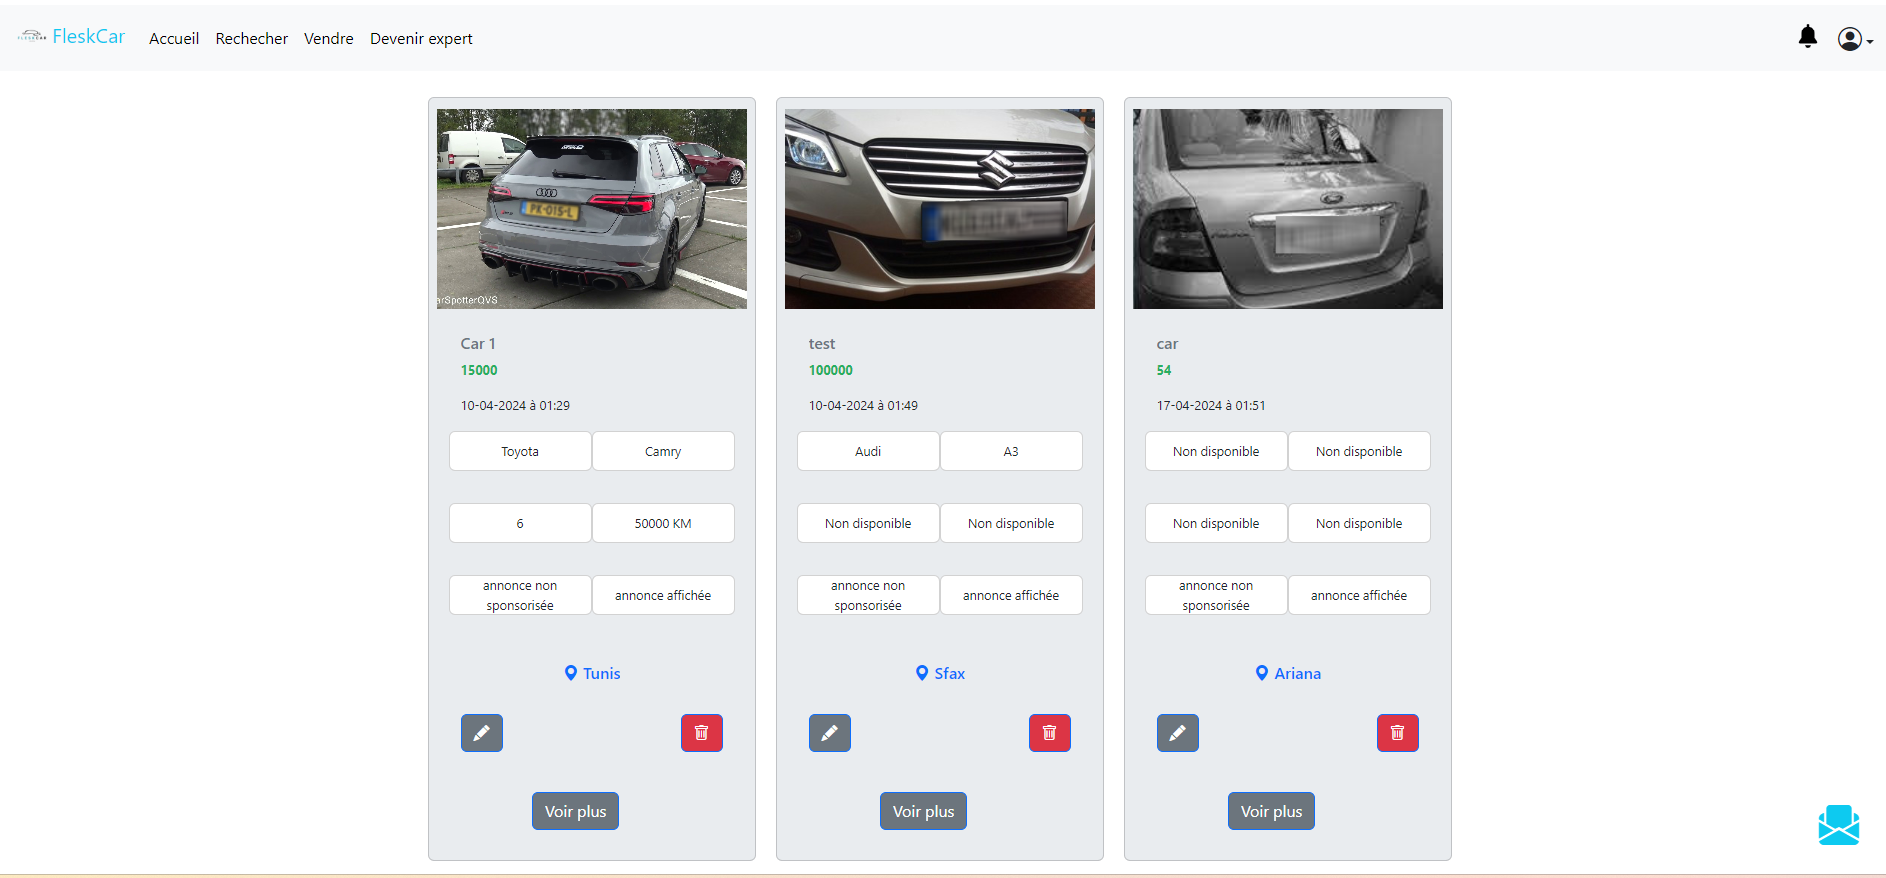 FleskCar Accueil Rechecher Vendre Devenir expert
PK-015-L
arSpotterQVS
Car 1
15000
10-04-2024 à 01:29
Toyota Camry
6 50000 KM
annonce non sponsorisée annonce affichée
Tunis
Voir plus
test
100000
10-04-2024 à 01:49
Audi A3
Non disponible Non disponible
annonce non sponsorisée annonce affichée
Sfax
Voir plus
car
54
17-04-2024 à 01:51
Non disponible Non disponible
Non disponible Non disponible
annonce non sponsorisée annonce affichée
Ariana
Voir plus